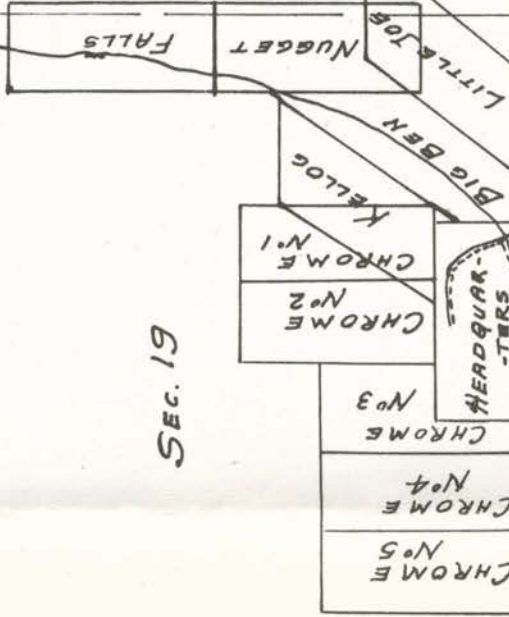 FALLS
NUGGET
LITTLE JOE
BIG BEN
KELLOG
CHROME
Nº1
CHROME
Nº2
CHROME
Nº3
CHROME
Nº4
CHROME
Nº5
HEADQUAR-
-TERS
SEC. 19